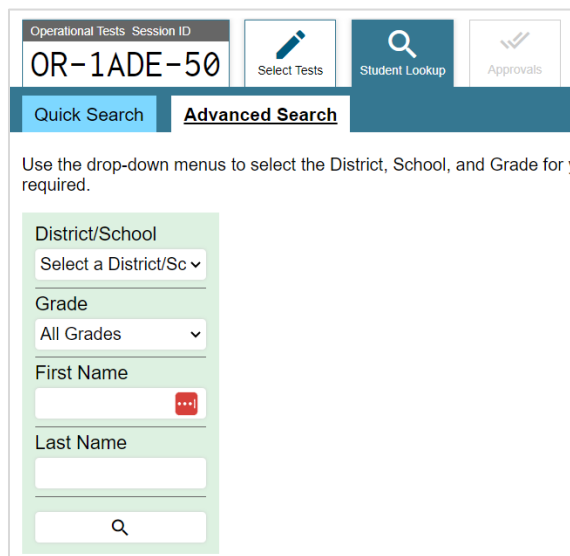 Operational Tests Session ID
OR-1ADE-50
Select Tests
Student Lookup
Approvals
Quick Search
Advanced Search
Use the drop-down menus to select the District, School, and Grade for
required.
District/School
Select a District/Sc
Grade
All Grades
First Name
Last Name